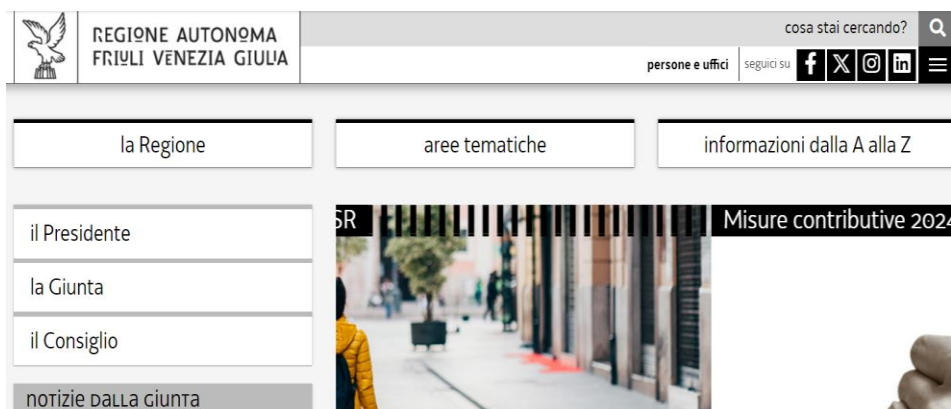 REGIONE AUTONOMA
FRIULI VENEZIA GIULIA
cosa stai cercando?
persone e uffici
seguici su
la Regione
aree tematiche
informazioni dalla A alla Z
il Presidente
la Giunta
il Consiglio
SR
Misure contributive 2024
notizie dalla giunta